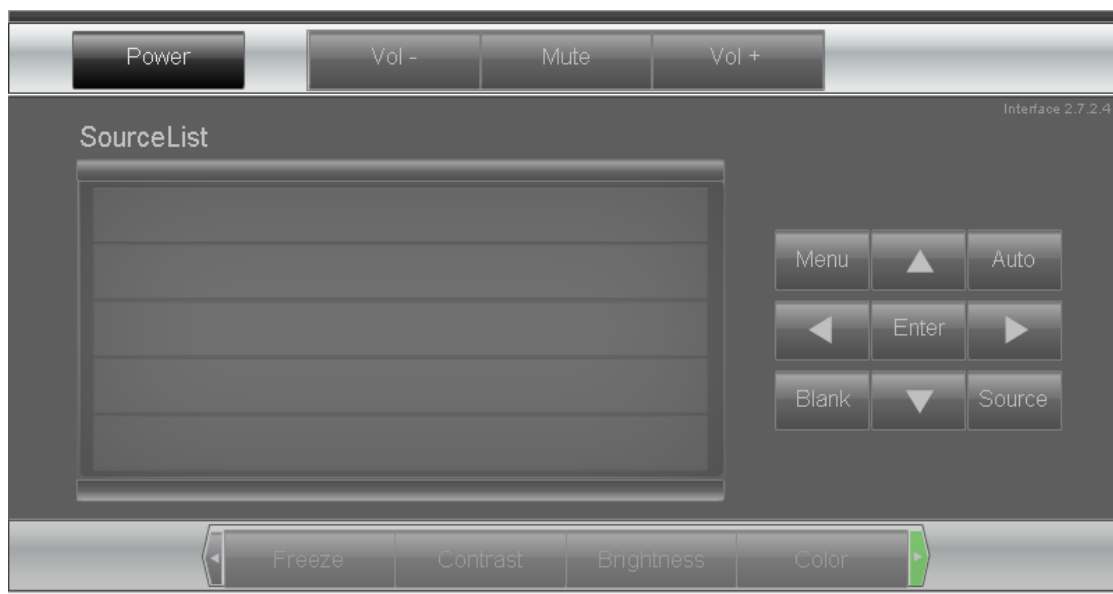 Power Vol - Mute Vol +
Interface 2.7.2.4
SourceList
Menu Auto
Enter
Blank Source
Freeze Contrast Brightness Color